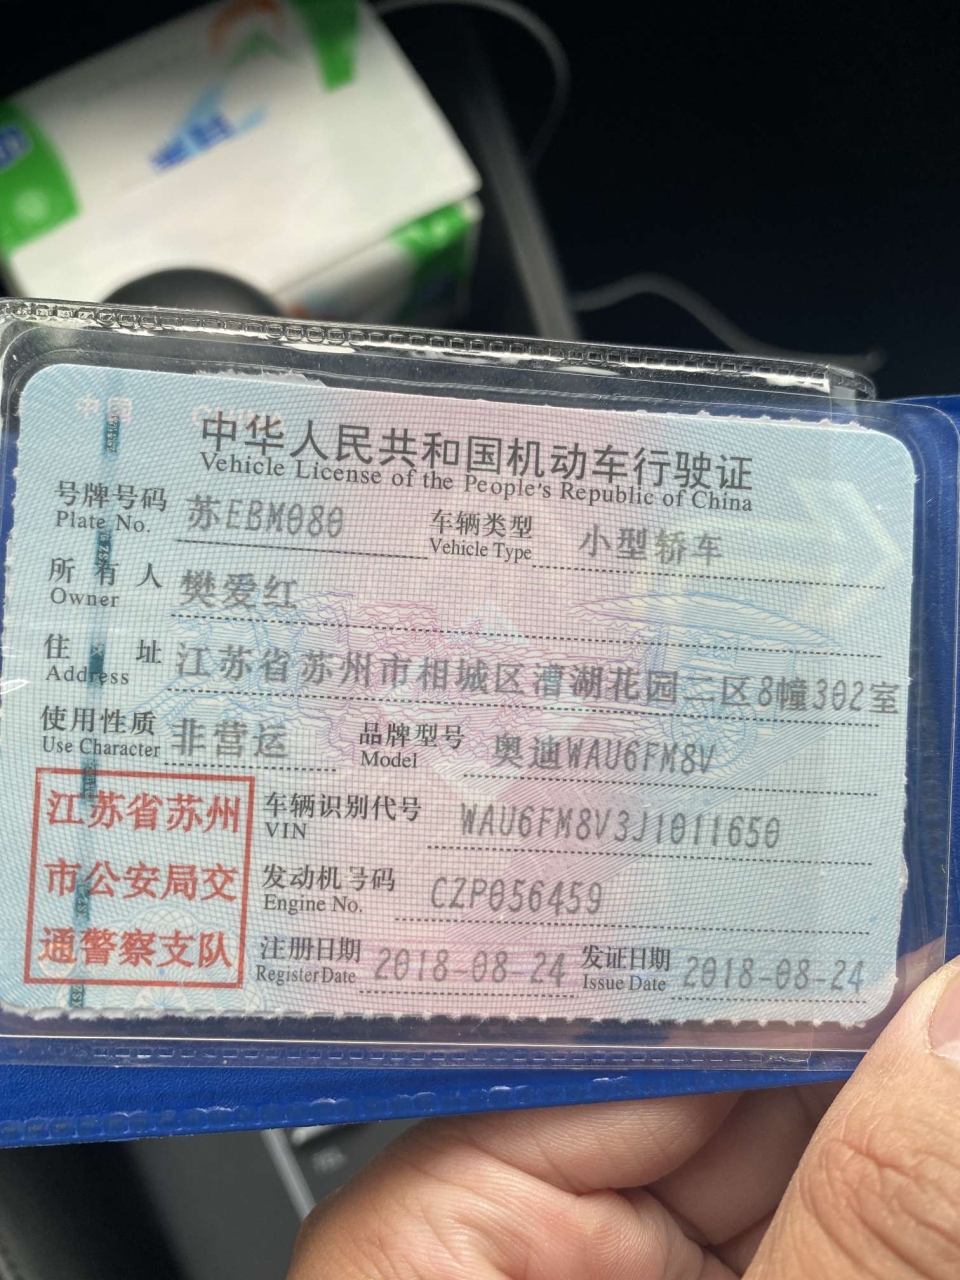 中华人民共和国机动车行驶证
Vehicle License of the People's Republic of China
号牌号码 苏EBM080 车辆类型 小型轿车
Plate No. Vehicle Type
所有人 樊爱红
Owner
住址 江苏省苏州市相城区漕湖花园二区8幢302室
Address
使用性质 非营运 品牌型号 奥迪WAU6FM8V
Use Character Model
江苏省苏州
市公安局交
通警察支队
车辆识别代号 WAU6FM8V3J1011650
VIN
发动机号码 CZP056459
Engine No.
注册日期 2018-08-24 发证日期 2018-08-24
Register Date Issue Date